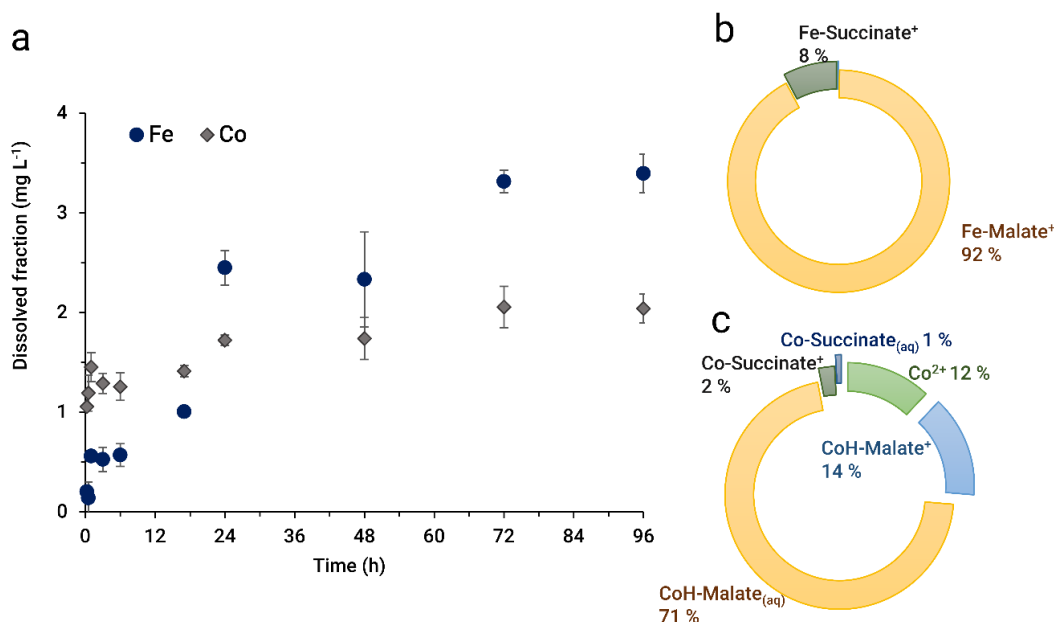 a
Fe Co
Dissolved fraction (mg L⁻¹)
4
3
2
1
0
0 12 24 36 48 60 72 84 96
Time (h)
b
Fe-Succinate⁺
8 %
Fe-Malate⁺
92 %
c
Co-Succinate₍aq₎ 1 %
Co-Succinate⁺
2 %
Co²⁺ 12 %
CoH-Malate⁺
14 %
CoH-Malate₍aq₎
71 %